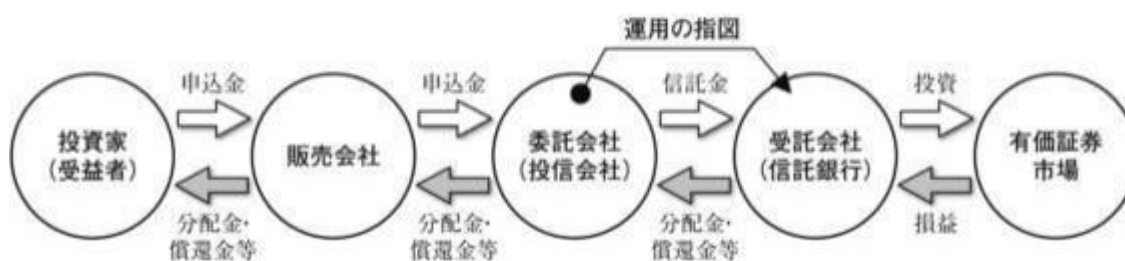 運用の指図
申込金
申込金
信託金
投資
投資家
(受益者)
販売会社
委託会社
(投信会社)
受託会社
(信託銀行)
有価証券
市場
分配金・
償還金等
分配金・
償還金等
分配金・
償還金等
損益